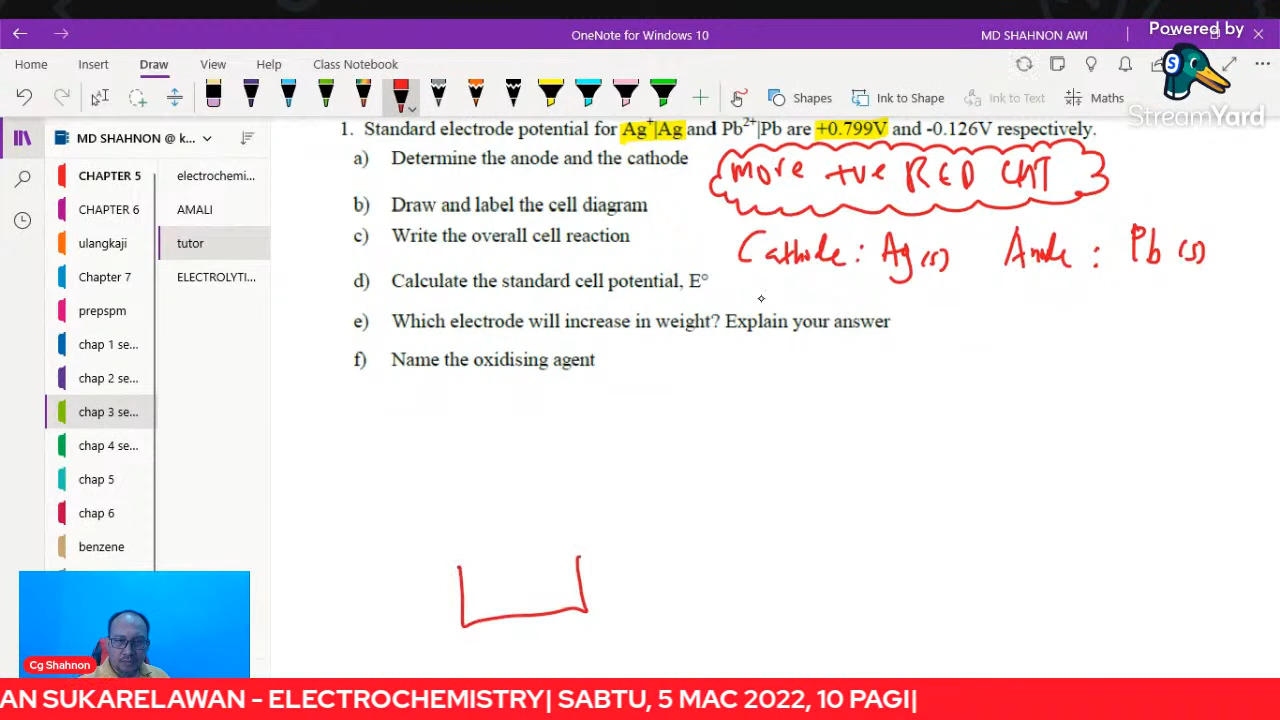 Powered by
StreamYard
OneNote for Windows 10
MD SHAHNON AWI
Home Insert Draw View Help Class Notebook
Shapes Ink to Shape Ink to Text Maths
MD SHAHNON @ k...
CHAPTER 5
CHAPTER 6
ulangkaji
Chapter 7
prepspm
chap 1 se...
chap 2 se...
chap 3 se...
chap 4 se...
chap 5
chap 6
benzene
electrochemi...
AMALI
tutor
ELECTROLYTI...
1. Standard electrode potential for Ag⁺|Ag and Pb²⁺|Pb are +0.799V and -0.126V respectively.
a) Determine the anode and the cathode
more +ve RED CAT
b) Draw and label the cell diagram
c) Write the overall cell reaction
Cathode : Ag (s) Anode : Pb (s)
d) Calculate the standard cell potential, E°
e) Which electrode will increase in weight? Explain your answer
f) Name the oxidising agent
Cg Shahnon
AN SUKARELAWAN - ELECTROCHEMISTRY| SABTU, 5 MAC 2022, 10 PAGI|